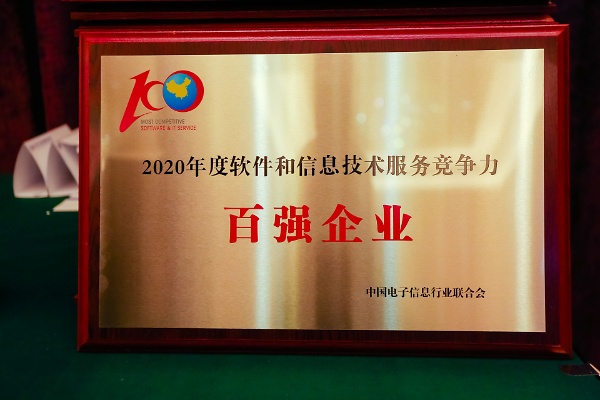 100
MOST COMPETITIVE
SOFTWARE & IT SERVICE
2020年度软件和信息技术服务竞争力
百强企业
中国电子信息行业联合会